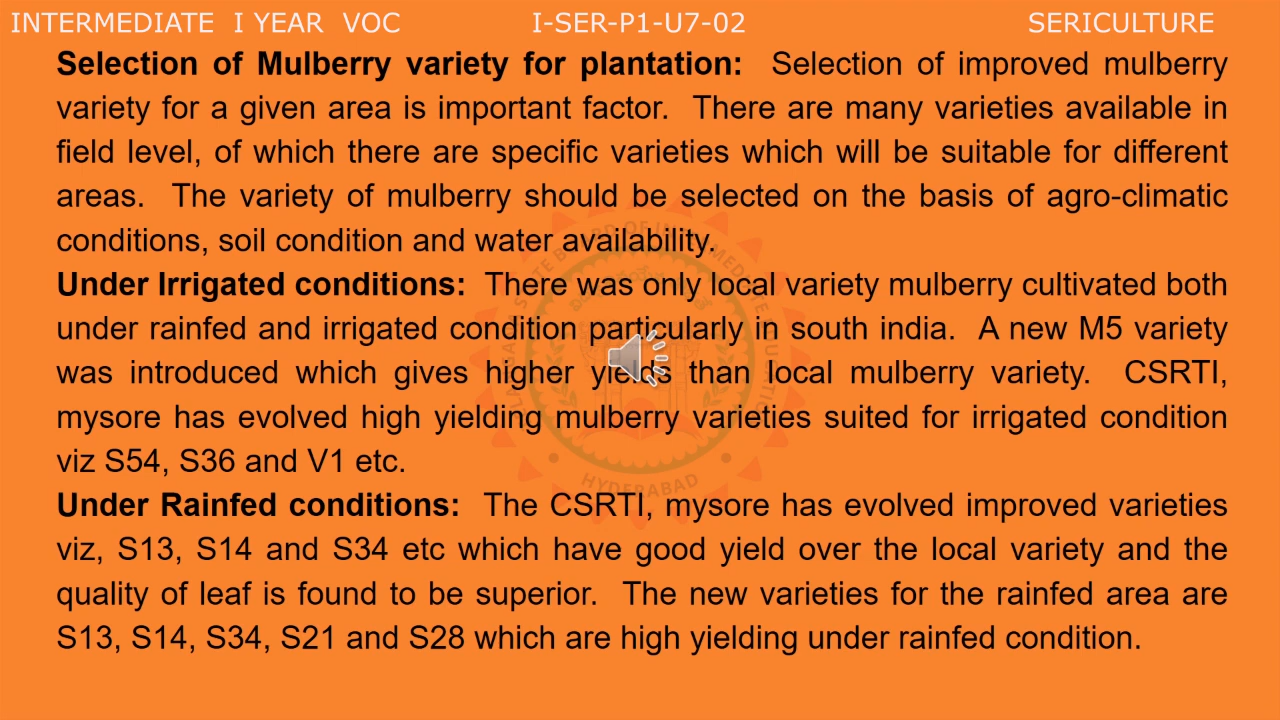 INTERMEDIATE I YEAR VOC I-SER-P1-U7-02 SERICULTURE
Selection of Mulberry variety for plantation: Selection of improved mulberry
variety for a given area is important factor. There are many varieties available in
field level, of which there are specific varieties which will be suitable for different
areas. The variety of mulberry should be selected on the basis of agro-climatic
conditions, soil condition and water availability.
Under Irrigated conditions: There was only local variety mulberry cultivated both
under rainfed and irrigated condition particularly in south india. A new M5 variety
was introduced which gives higher yields than local mulberry variety. CSRTI,
mysore has evolved high yielding mulberry varieties suited for irrigated condition
viz S54, S36 and V1 etc.
Under Rainfed conditions: The CSRTI, mysore has evolved improved varieties
viz, S13, S14 and S34 etc which have good yield over the local variety and the
quality of leaf is found to be superior. The new varieties for the rainfed area are
S13, S14, S34, S21 and S28 which are high yielding under rainfed condition.
HYDERABAD